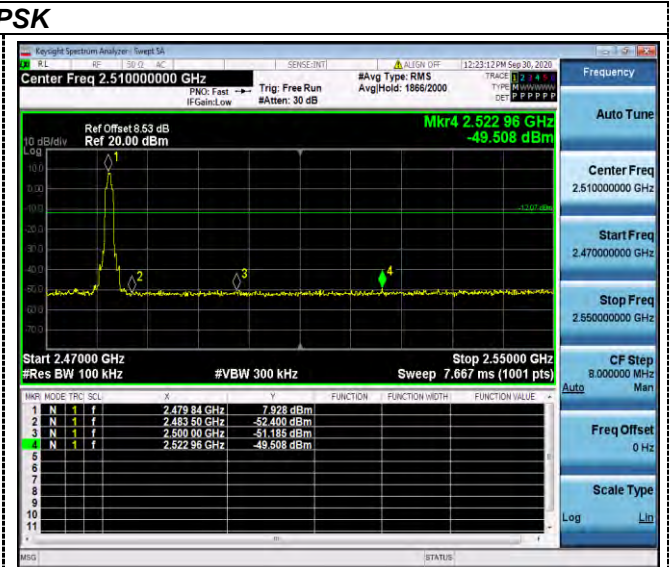 PSK
Keysight Spectrum Analyzer - Swept SA
RL RF 50 Ω AC SENSE:INT ALIGN OFF 12:23:12 PM Sep 30, 2020
Center Freq 2.510000000 GHz
PNO: Fast
IFGain:Low
Trig: Free Run
#Atten: 30 dB
#Avg Type: RMS
Avg|Hold: 1866/2000
TRACE 1 2 3 4 5 6
TYPE M W W W W W
DET P P P P P P
Ref Offset 8.53 dB
10 dB/div Ref 20.00 dBm
Log
Mkr4 2.522 96 GHz
-49.508 dBm
1
10.0
0.00
-10.0
-12.07 dBm
-20.0
-30.0
-40.0
2
3
4
-50.0
-60.0
-70.0
Start 2.47000 GHz Stop 2.55000 GHz
#Res BW 100 kHz #VBW 300 kHz Sweep 7.667 ms (1001 pts)
MKR MODE TRC SCL X Y FUNCTION FUNCTION WIDTH FUNCTION VALUE
1 N 1 f 2.479 84 GHz 7.928 dBm
2 N 1 f 2.483 50 GHz -52.400 dBm
3 N 1 f 2.500 00 GHz -51.185 dBm
4 N 1 f 2.522 96 GHz -49.508 dBm
5
6
7
8
9
10
11
MSG STATUS
Frequency
Auto Tune
Center Freq
2.510000000 GHz
Start Freq
2.470000000 GHz
Stop Freq
2.550000000 GHz
CF Step
8.000000 MHz
Auto Man
Freq Offset
0 Hz
Scale Type
Log Lin